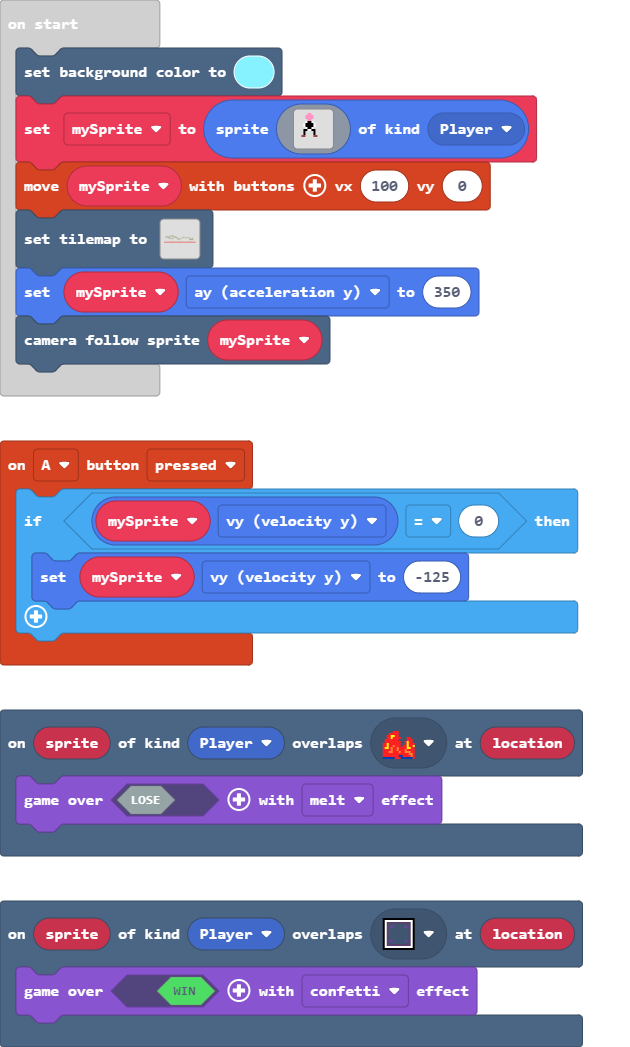 on start
set background color to
set mySprite to sprite of kind Player
move mySprite with buttons vx 100 vy 0
set tilemap to
set mySprite ay (acceleration y) to 350
camera follow sprite mySprite
on A button pressed
if mySprite vy (velocity y) = 0 then
set mySprite vy (velocity y) to -125
on sprite of kind Player overlaps at location
game over LOSE with melt effect
on sprite of kind Player overlaps at location
game over WIN with confetti effect